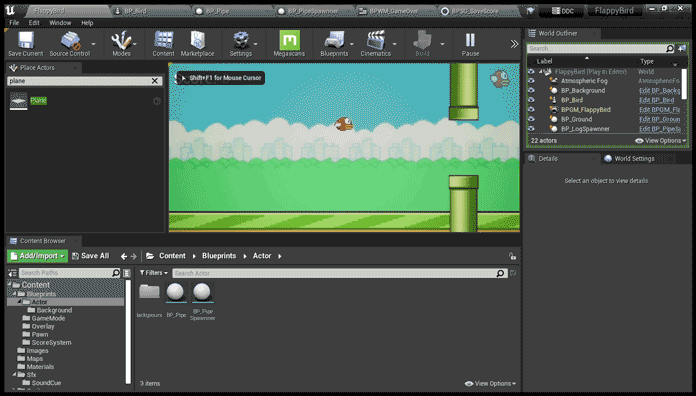 FlappyBird
BP_Bird
BP_Pipe
BP_PipeSpawner
BPWM_GameOver
BPSG_SaveScore
DDC
FlappyBird
File Edit Window Help
Save Current
Source Control
Modes
Content
Marketplace
Settings
Megascans
Blueprints
Cinematics
Build
Pause
Place Actors
plane
Plane
Shift+F1 for Mouse Cursor
World Outliner
Search...
Label
Type
FlappyBird (Play In Editor) World
Atmospheric Fog AtmosphericFo
BP_Background Edit BP_Back
BP_Bird Edit BP_Bird
BPGM_FlappyBird Edit BPGM_Fl
BP_Ground Edit BP_Groun
BP_LogSpawner Edit BP_PipeS
22 actors
View Options
Details
World Settings
Select an object to view details
Content Browser
Add/Import
Save All
Content
Blueprints
Actor
Search Paths
Filters
Search Actor
Content
Blueprints
Actor
Background
GameMode
Overlay
Pawn
ScoreSystem
Images
Maps
Materials
Sfx
SoundCue
background
BP_Pipe
BP_Pipe
Spawner
3 items
View Options